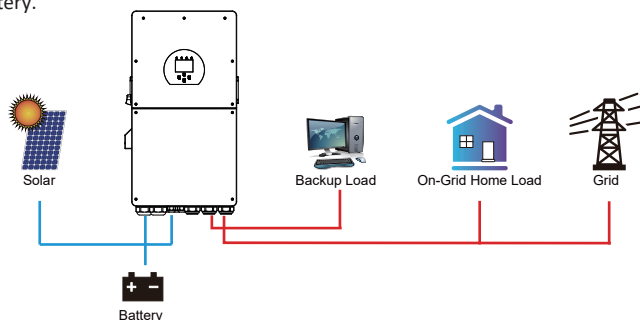 tery.
Solar
Backup Load
On-Grid Home Load
Grid
Battery